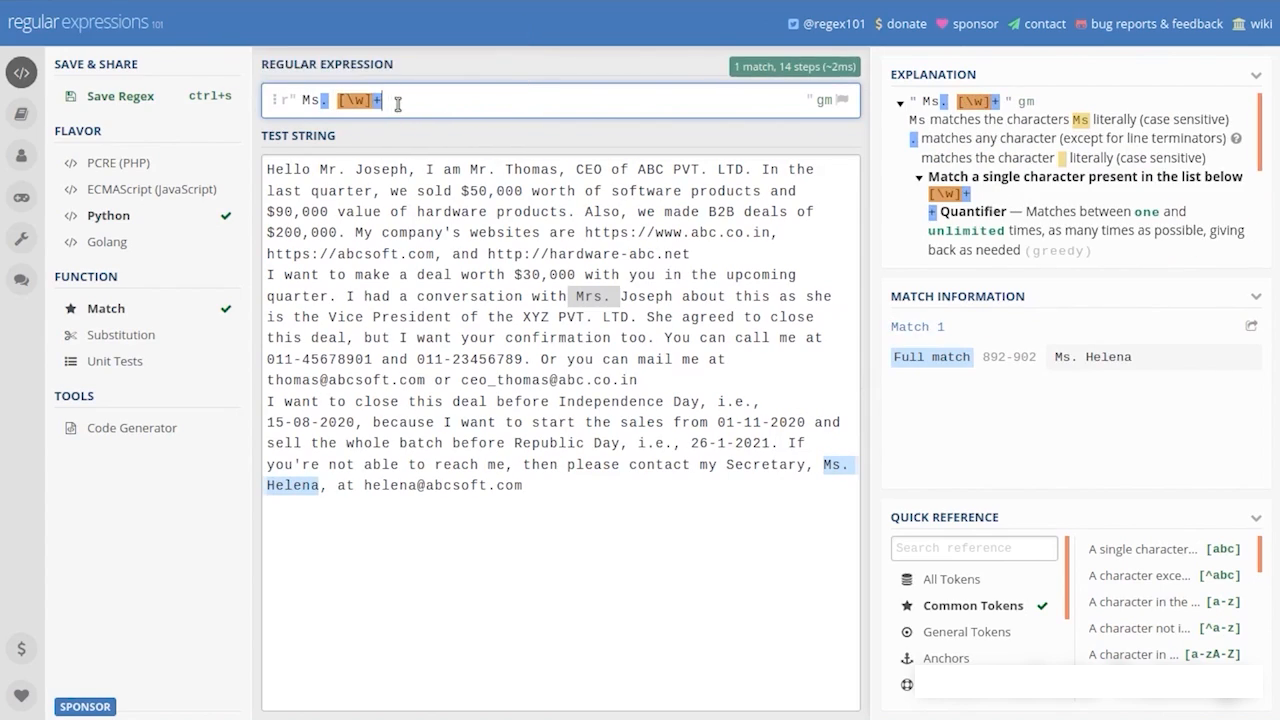 regular expressions 101
@regex101
donate
sponsor
contact
bug reports & feedback
wiki
SAVE & SHARE
Save Regex ctrl+s
FLAVOR
PCRE (PHP)
ECMAScript (JavaScript)
Python
Golang
FUNCTION
Match
Substitution
Unit Tests
TOOLS
Code Generator
SPONSOR
REGULAR EXPRESSION
1 match, 14 steps (~2ms)
r" Ms. [\w]+ " gm
TEST STRING
Hello Mr. Joseph, I am Mr. Thomas, CEO of ABC PVT. LTD. In the
last quarter, we sold $50,000 worth of software products and
$90,000 value of hardware products. Also, we made B2B deals of
$200,000. My company's websites are https://www.abc.co.in,
https://abcsoft.com, and http://hardware-abc.net
I want to make a deal worth $30,000 with you in the upcoming
quarter. I had a conversation with Mrs. Joseph about this as she
is the Vice President of the XYZ PVT. LTD. She agreed to close
this deal, but I want your confirmation too. You can call me at
011-45678901 and 011-23456789. Or you can mail me at
thomas@abcsoft.com or ceo_thomas@abc.co.in
I want to close this deal before Independence Day, i.e.,
15-08-2020, because I want to start the sales from 01-11-2020 and
sell the whole batch before Republic Day, i.e., 26-1-2021. If
you're not able to reach me, then please contact my Secretary, Ms.
Helena, at helena@abcsoft.com
EXPLANATION
" Ms. [\w]+ " gm
Ms matches the characters Ms literally (case sensitive)
. matches any character (except for line terminators)
matches the character literally (case sensitive)
Match a single character present in the list below
[\w]+
+ Quantifier — Matches between one and
unlimited times, as many times as possible, giving
back as needed (greedy)
MATCH INFORMATION
Match 1
Full match 892-902 Ms. Helena
QUICK REFERENCE
Search reference
All Tokens
Common Tokens
General Tokens
Anchors
A single character... [abc]
A character exce... [^abc]
A character in the ... [a-z]
A character not i... [^a-z]
A character in ... [a-zA-Z]
$